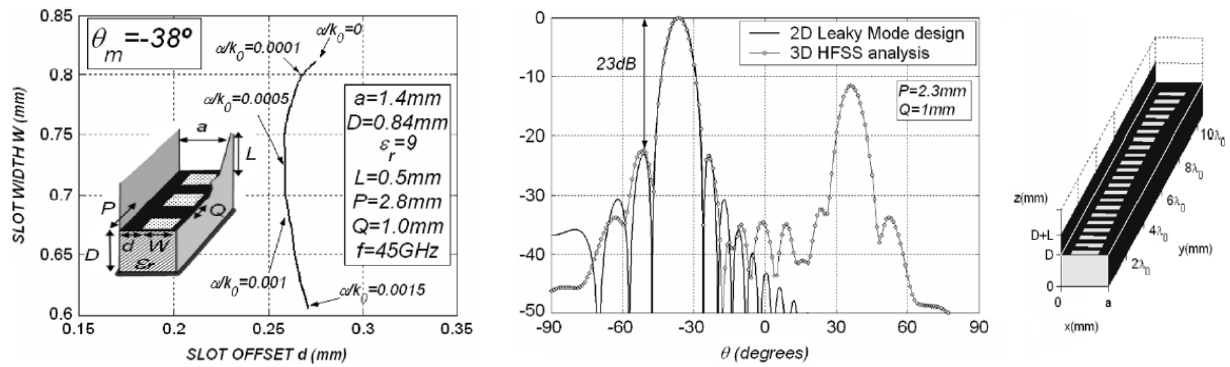 θm=-38º
α/k0=0.0001
α/k0=0
α/k0=0.0005
α/k0=0.001
α/k0=0.0015
a=1.4mm
D=0.84mm
εr=9
L=0.5mm
P=2.8mm
Q=1.0mm
f=45GHz
a
L
P
Q
D
d
W
εr
SLOT WIDTH W (mm)
0.85
0.8
0.75
0.7
0.65
0.6
0.15
0.2
0.25
0.3
0.35
SLOT OFFSET d (mm)
2D Leaky Mode design
3D HFSS analysis
23dB
P=2.3mm
Q=1mm
0
-10
-20
-30
-40
-50
-90
-60
-30
0
30
60
90
θ (degrees)
10λ0
8λ0
6λ0
4λ0
2λ0
z(mm)
D+L
D
0
y(mm)
0
a
x(mm)